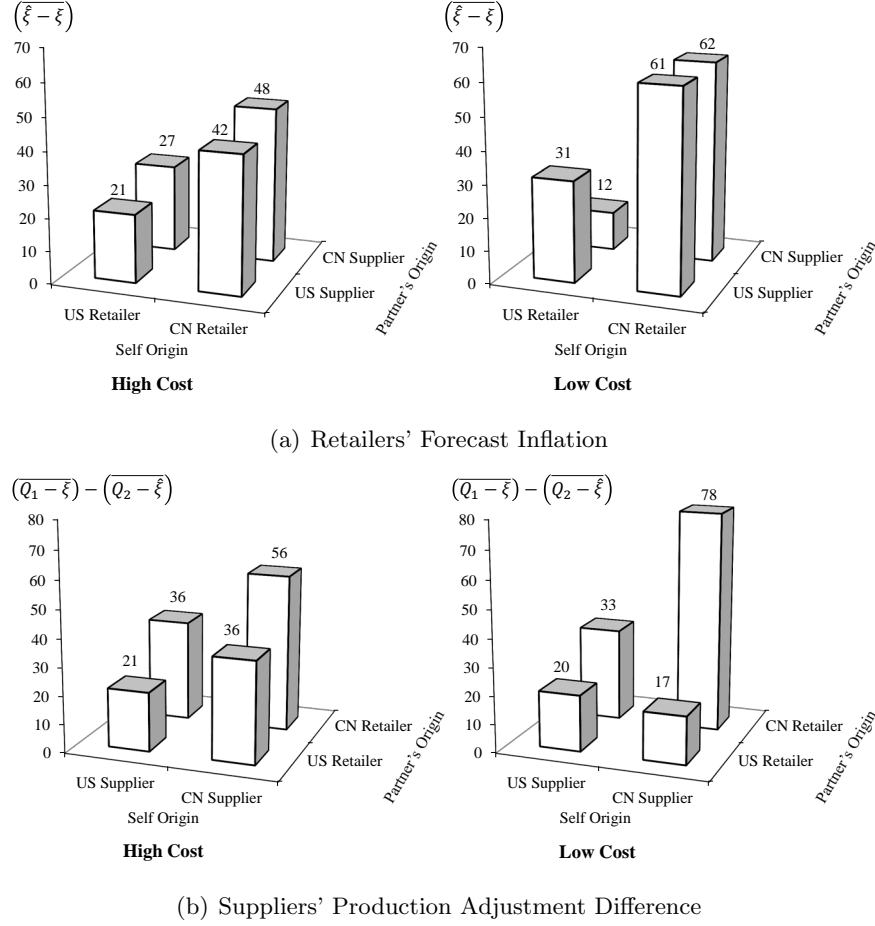 (ξ̂ − ξ) (ξ̂ − ξ)
70 70
60 60
50 50
40 40
30 30
20 20
10 10
0 0
21 27 42 48
31 12 61 62
CN Supplier CN Supplier
US Supplier US Supplier
Partner's Origin Partner's Origin
US Retailer CN Retailer US Retailer CN Retailer
Self Origin Self Origin
High Cost Low Cost
(a) Retailers' Forecast Inflation
(Q₁ − ξ) − (Q₂ − ξ̂) (Q₁ − ξ) − (Q₂ − ξ̂)
80 80
70 70
60 60
50 50
40 40
30 30
20 20
10 10
0 0
21 36 36 56
20 33 17 78
CN Retailer CN Retailer
US Retailer US Retailer
Partner's Origin Partner's Origin
US Supplier CN Supplier US Supplier CN Supplier
Self Origin Self Origin
High Cost Low Cost
(b) Suppliers' Production Adjustment Difference